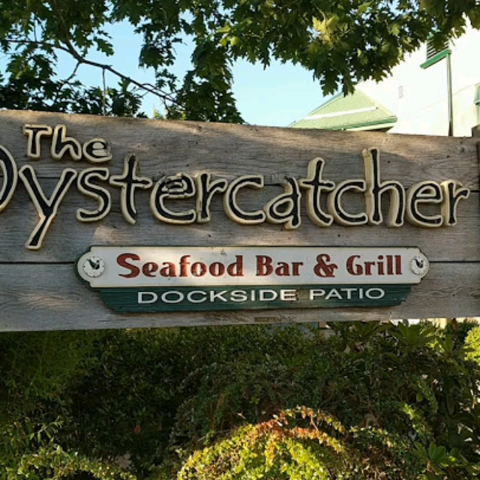 The
Oystercatcher
Seafood Bar & Grill
DOCKSIDE PATIO